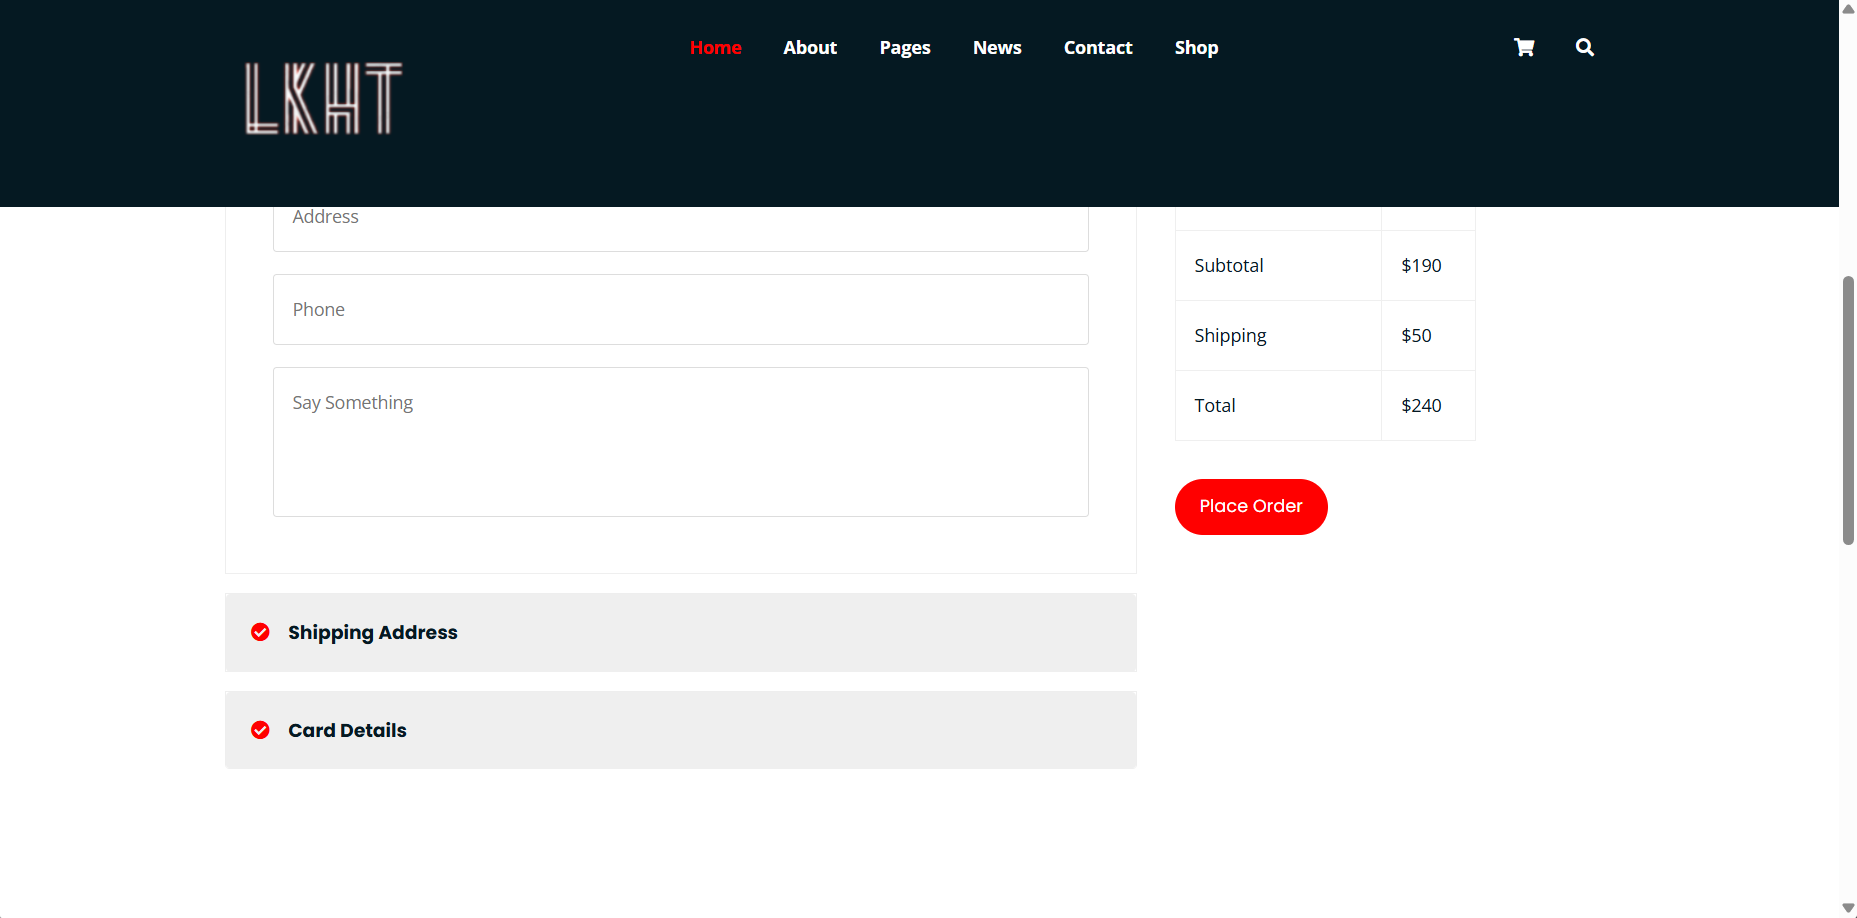 LKHT
Home About Pages News Contact Shop
Address
Phone
Say Something
Subtotal $190
Shipping $50
Total $240
Place Order
Shipping Address
Card Details